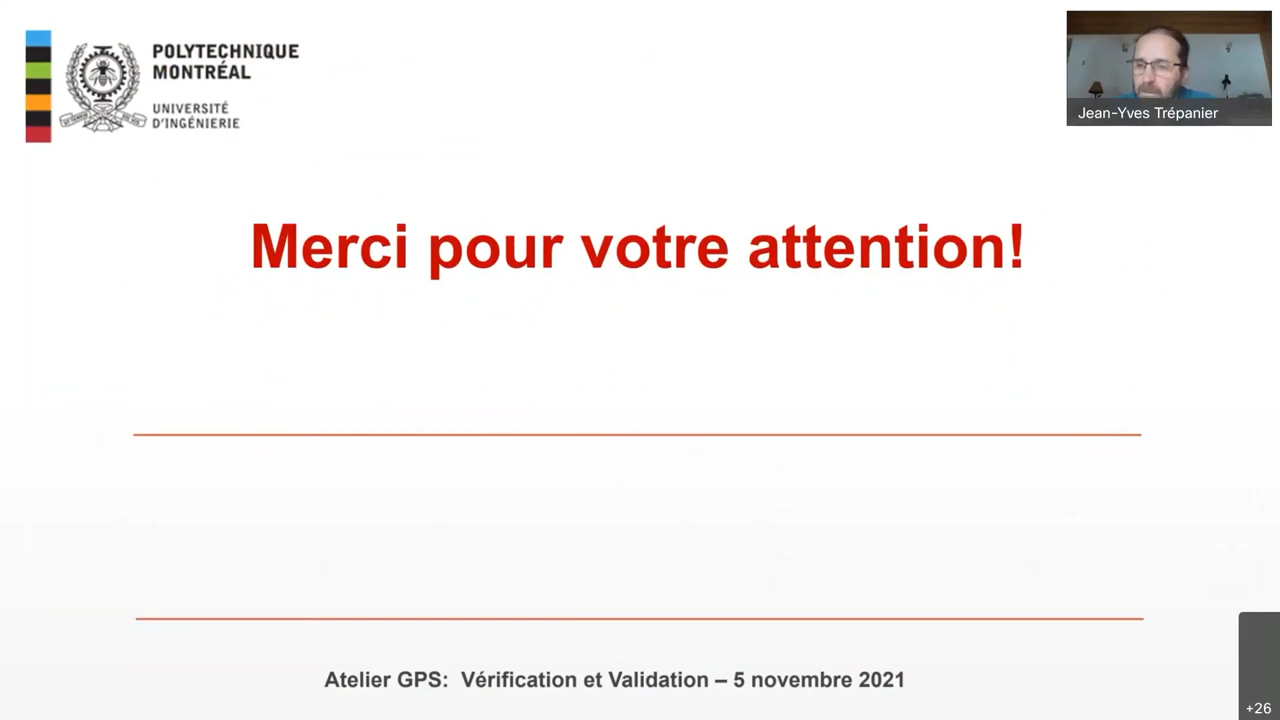 POLYTECHNIQUE
MONTRÉAL
UNIVERSITÉ
D'INGÉNIERIE
Jean-Yves Trépanier
Merci pour votre attention!
Atelier GPS: Vérification et Validation – 5 novembre 2021
+26